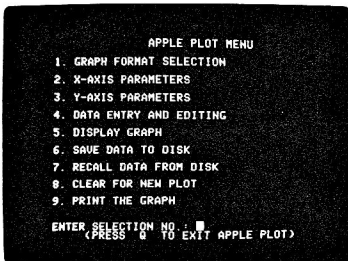 APPLE PLOT MENU
1. GRAPH FORMAT SELECTION
2. X-AXIS PARAMETERS
3. Y-AXIS PARAMETERS
4. DATA ENTRY AND EDITING
5. DISPLAY GRAPH
6. SAVE DATA TO DISK
7. RECALL DATA FROM DISK
8. CLEAR FOR NEW PLOT
9. PRINT THE GRAPH
ENTER SELECTION NO.:
(PRESS 'Q' TO EXIT APPLE PLOT)